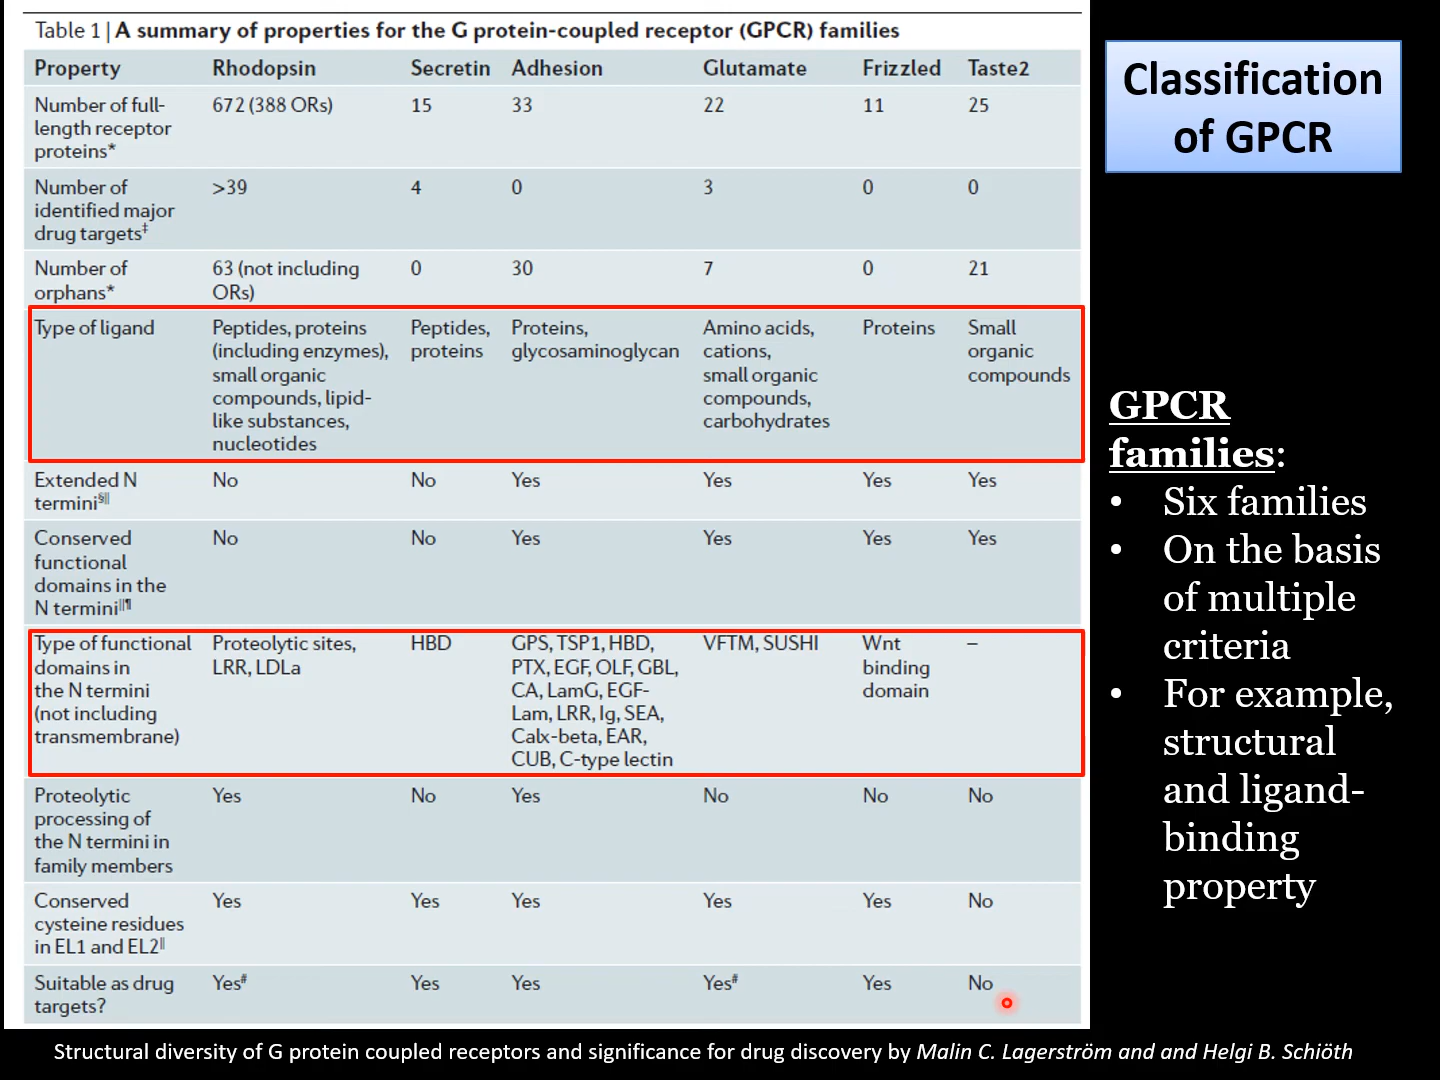 Table 1 | A summary of properties for the G protein-coupled receptor (GPCR) families
Property Rhodopsin Secretin Adhesion Glutamate Frizzled Taste2
Number of full-length receptor proteins* 672 (388 ORs) 15 33 22 11 25
Number of identified major drug targets‡ >39 4 0 3 0 0
Number of orphans* 63 (not including ORs) 0 30 7 0 21
Type of ligand Peptides, proteins (including enzymes), small organic compounds, lipid-like substances, nucleotides Peptides, proteins Proteins, glycosaminoglycan Amino acids, cations, small organic compounds, carbohydrates Proteins Small organic compounds
Extended N termini§|| No No Yes Yes Yes Yes
Conserved functional domains in the N termini||¶ No No Yes Yes Yes Yes
Type of functional domains in the N termini (not including transmembrane) Proteolytic sites, LRR, LDLa HBD GPS, TSP1, HBD, PTX, EGF, OLF, GBL, CA, LamG, EGF-Lam, LRR, Ig, SEA, Calx-beta, EAR, CUB, C-type lectin VFTM, SUSHI Wnt binding domain –
Proteolytic processing of the N termini in family members Yes No Yes No No No
Conserved cysteine residues in EL1 and EL2|| Yes Yes Yes Yes Yes No
Suitable as drug targets? Yes# Yes Yes Yes# Yes No
Classification
of GPCR
GPCR
families:
• Six families
• On the basis
of multiple
criteria
• For example,
structural
and ligand-
binding
property
Structural diversity of G protein coupled receptors and significance for drug discovery by Malin C. Lagerström and and Helgi B. Schiöth